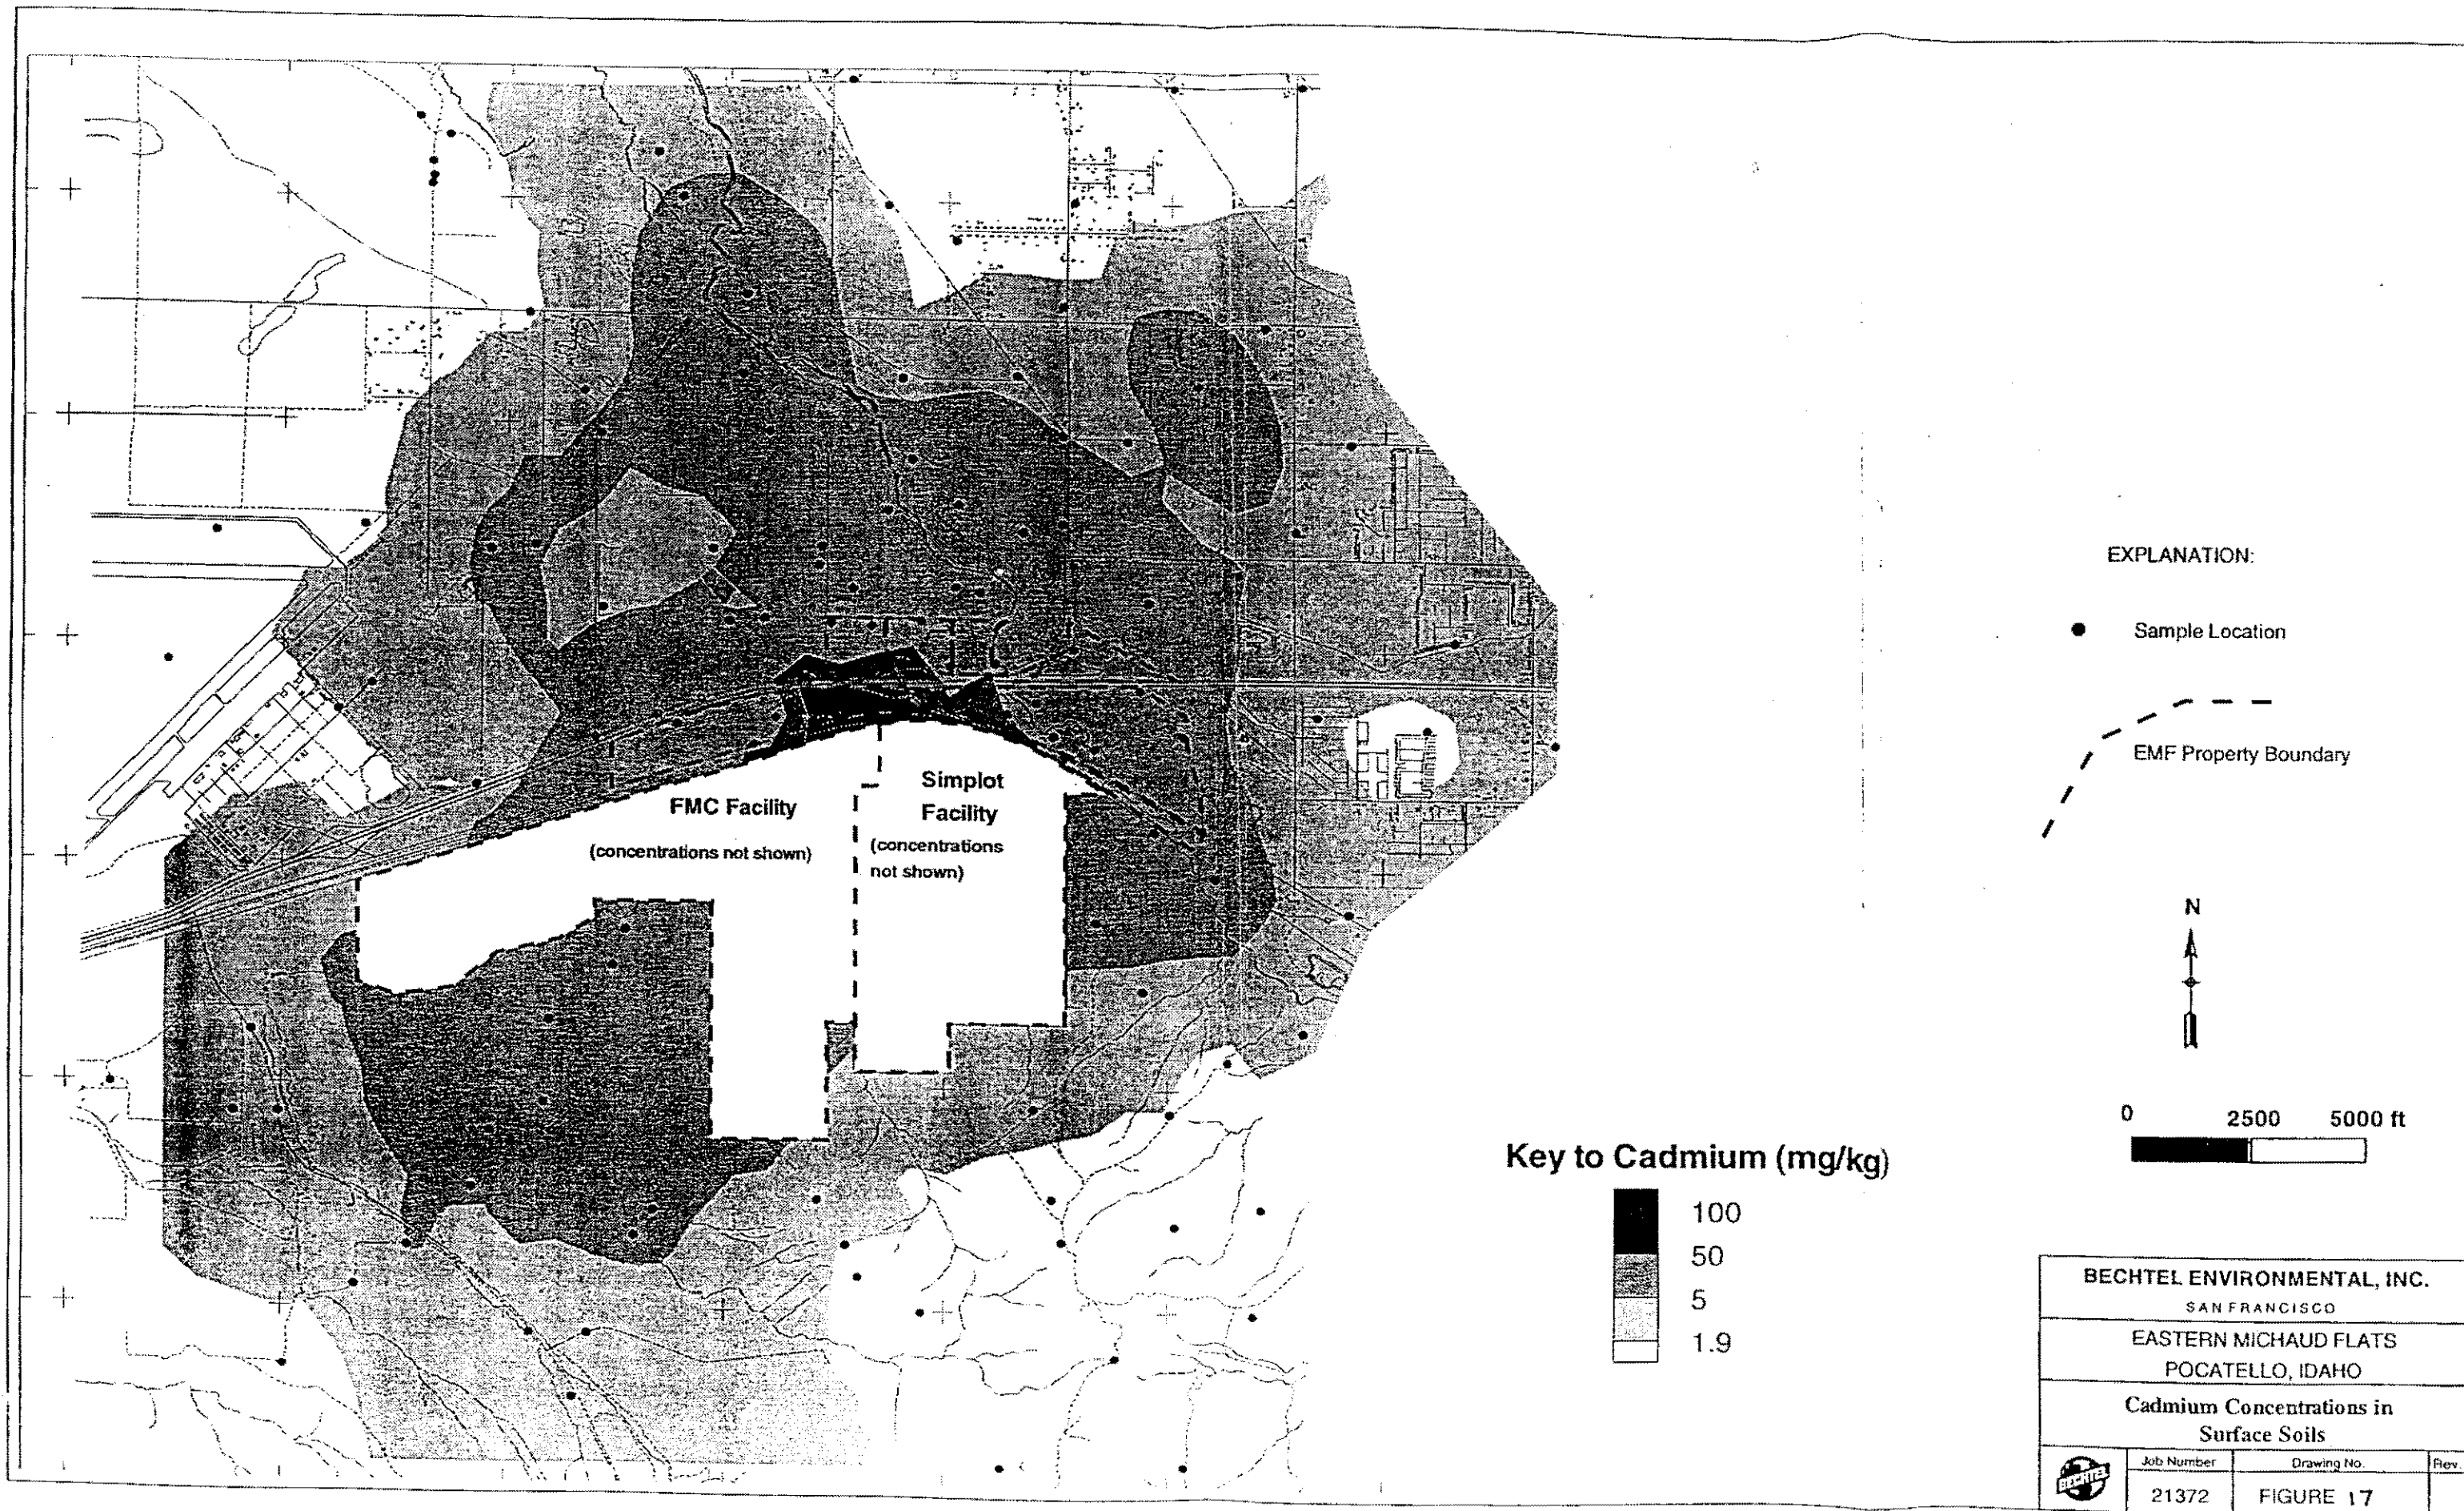 FMC Facility
(concentrations not shown)
Simplot
Facility
(concentrations
not shown)
EXPLANATION:
Sample Location
EMF Property Boundary
N
0 2500 5000 ft
Key to Cadmium (mg/kg)
100
50
5
1.9
BECHTEL ENVIRONMENTAL, INC.
SAN FRANCISCO
EASTERN MICHAUD FLATS
POCATELLO, IDAHO
Cadmium Concentrations in
Surface Soils
BECHTEL
Job Number Drawing No. Rev.
21372 FIGURE 17